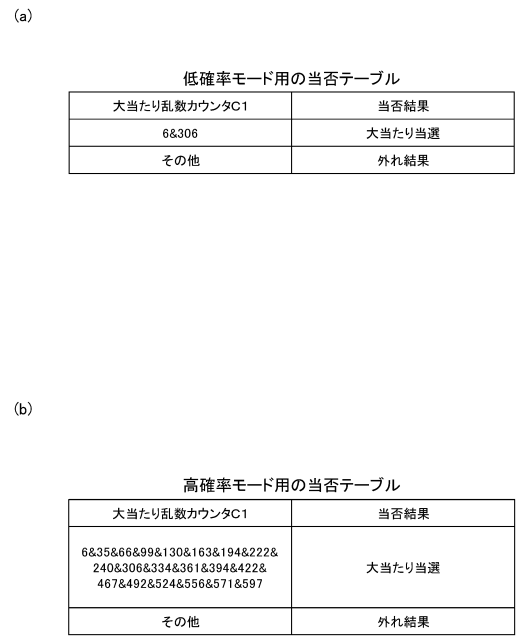 (a)
低確率モード用の当否テーブル
大当たり乱数カウンタC1 当否結果
6&306 大当たり当選
その他 外れ結果
(b)
高確率モード用の当否テーブル
大当たり乱数カウンタC1 当否結果
6&35&66&99&130&163&194&222&
240&306&334&361&394&422&
467&492&524&556&571&597
大当たり当選
その他 外れ結果